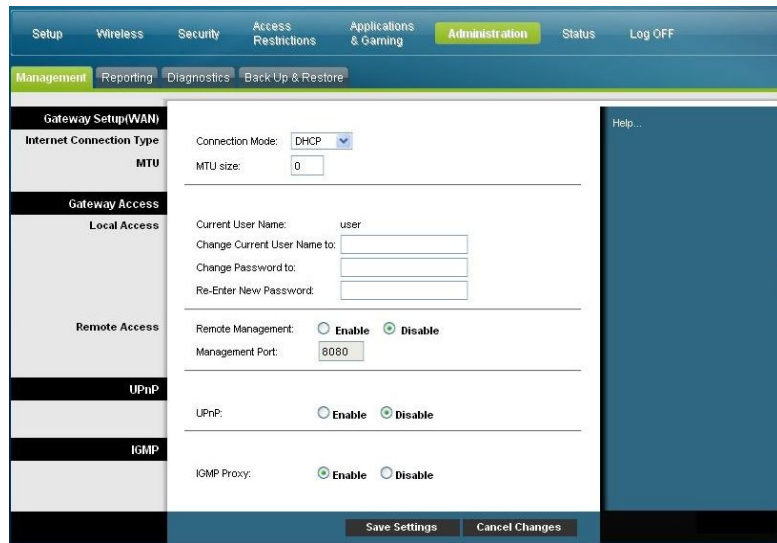 Setup Wireless Security Access Restrictions Applications & Gaming Administration Status Log OFF
Management Reporting Diagnostics Back Up & Restore
Gateway Setup(WAN)
Help...
Internet Connection Type
Connection Mode: DHCP
MTU
MTU size: 0
Gateway Access
Local Access
Current User Name: user
Change Current User Name to:
Change Password to:
Re-Enter New Password:
Remote Access
Remote Management: Enable Disable
Management Port: 8080
UPnP
UPnP: Enable Disable
IGMP
IGMP Proxy: Enable Disable
Save Settings Cancel Changes